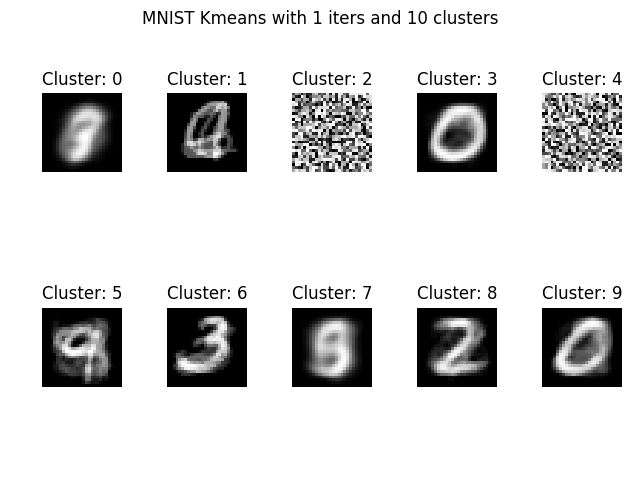 MNIST Kmeans with 1 iters and 10 clusters
Cluster: 0 Cluster: 1 Cluster: 2 Cluster: 3 Cluster: 4
Cluster: 5 Cluster: 6 Cluster: 7 Cluster: 8 Cluster: 9